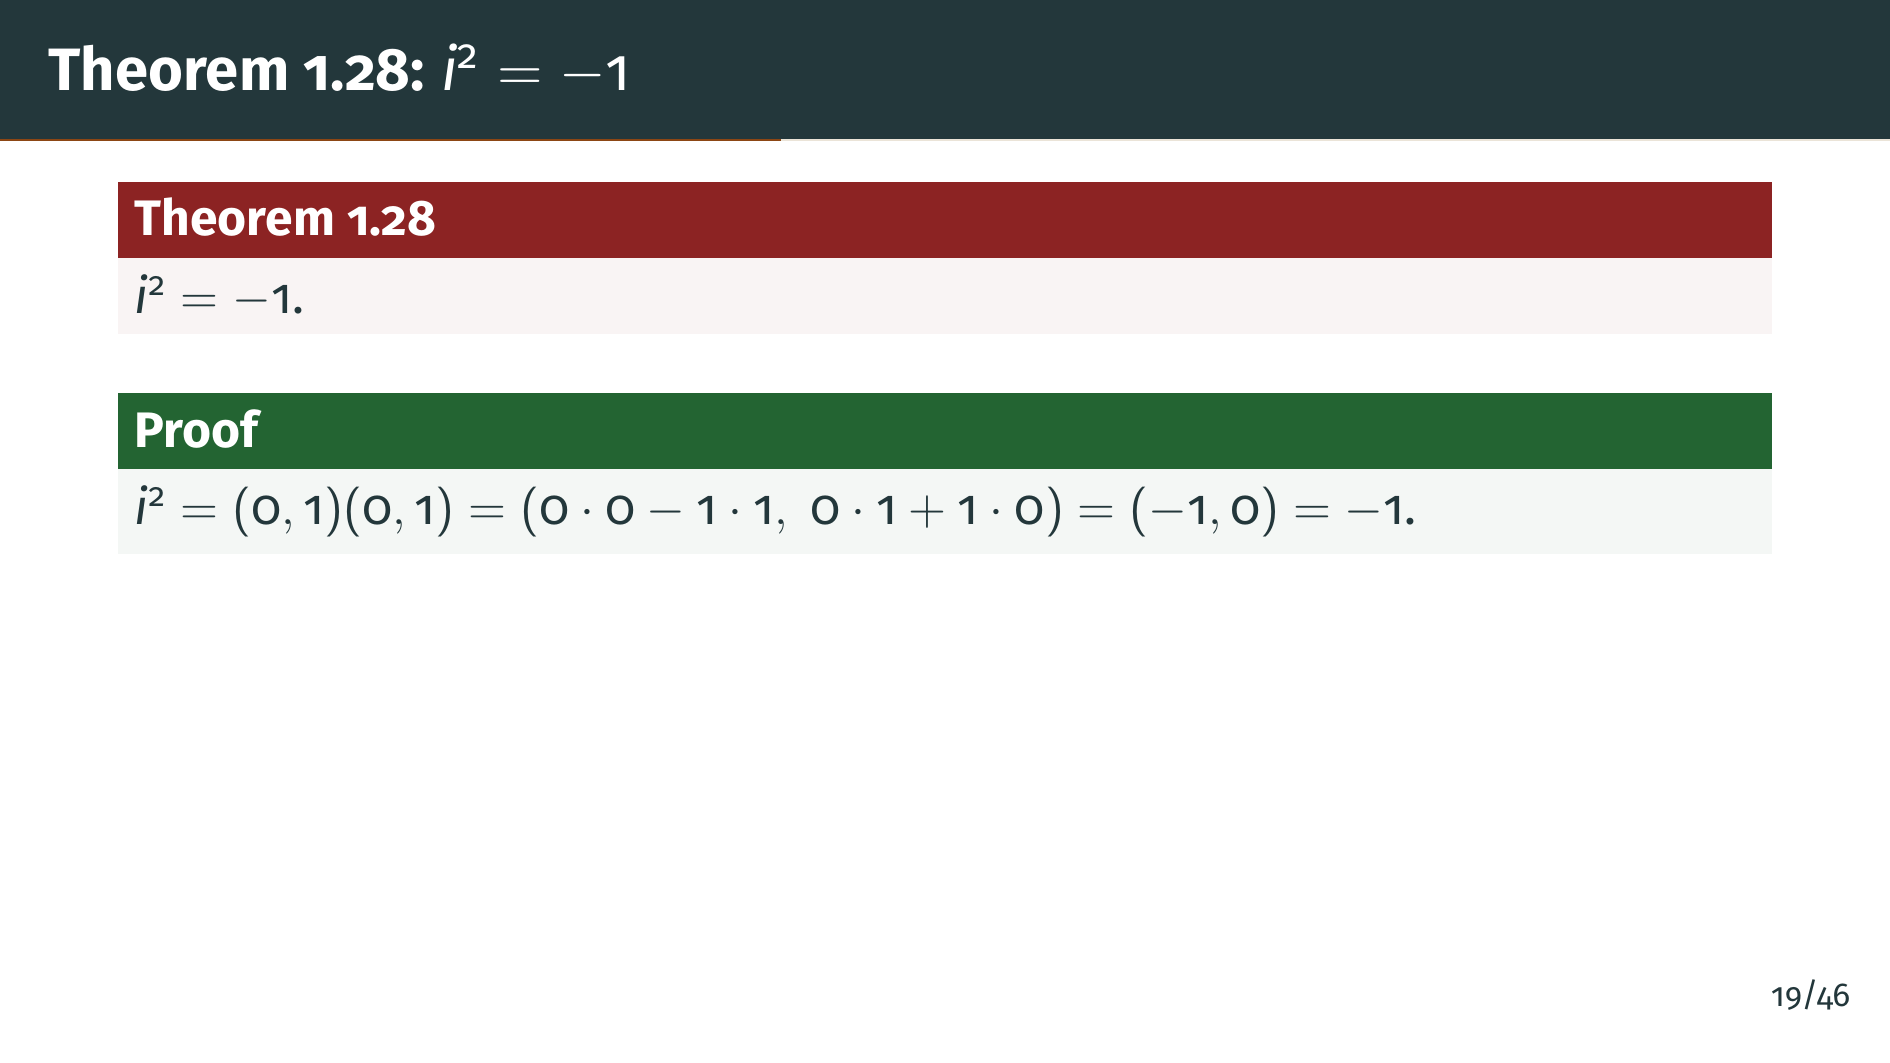 Theorem 1.28: i² = −1
Theorem 1.28
i² = −1.
Proof
i² = (0, 1)(0, 1) = (0 · 0 − 1 · 1, 0 · 1 + 1 · 0) = (−1, 0) = −1.
19/46